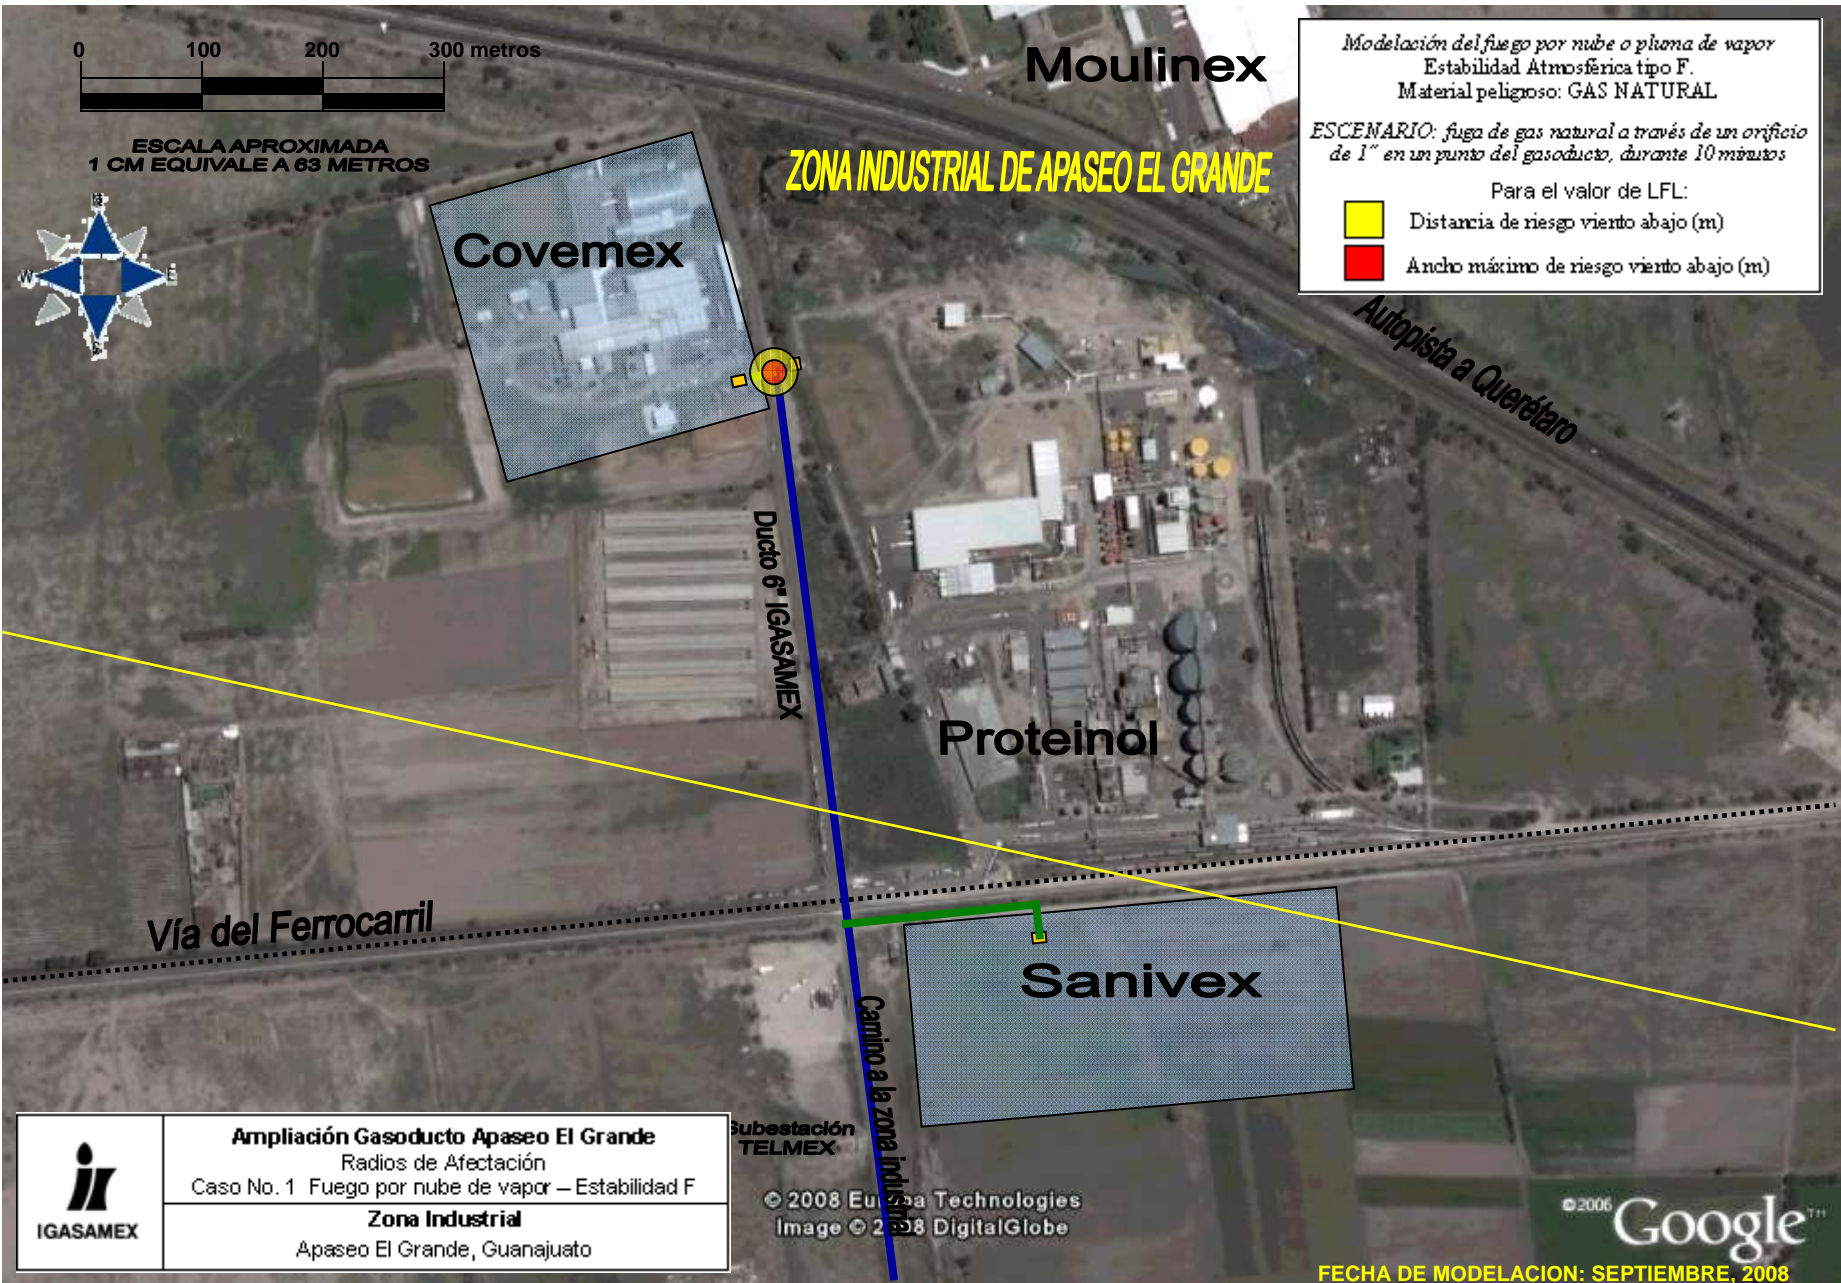 0 100 200 300 metros
ESCALA APROXIMADA
1 CM EQUIVALE A 63 METROS
N
W E
S
Moulinex
ZONA INDUSTRIAL DE APASEO EL GRANDE
Modelación del fuego por nube o pluma de vapor
Estabilidad Atmosférica tipo F.
Material peligroso: GAS NATURAL
ESCENARIO: fuga de gas natural a través de un orificio
de 1" en un punto del gasoducto, durante 10 minutos
Para el valor de LFL:
Distancia de riesgo viento abajo (m)
Ancho máximo de riesgo viento abajo (m)
Covemex
Autopista a Querétaro
Ducto 6" IGASAMEX
Proteinol
Vía del Ferrocarril
Sanivex
Camino a la zona industrial
Subestación
TELMEX
IGASAMEX
Ampliación Gasoducto Apaseo El Grande
Radios de Afectación
Caso No. 1 Fuego por nube de vapor – Estabilidad F
Zona Industrial
Apaseo El Grande, Guanajuato
© 2008 Europa Technologies
Image © 2008 DigitalGlobe
©2006 Google™
FECHA DE MODELACION: SEPTIEMBRE, 2008